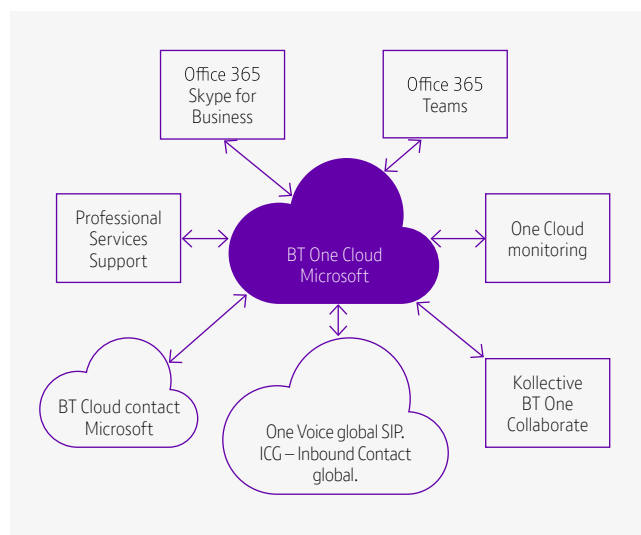 Office 365
Skype for
Business
Office 365
Teams
Professional
Services
Support
BT One Cloud
Microsoft
One Cloud
monitoring
BT Cloud contact
Microsoft
One Voice global SIP.
ICG – Inbound Contact
global.
Kollective
BT One
Collaborate